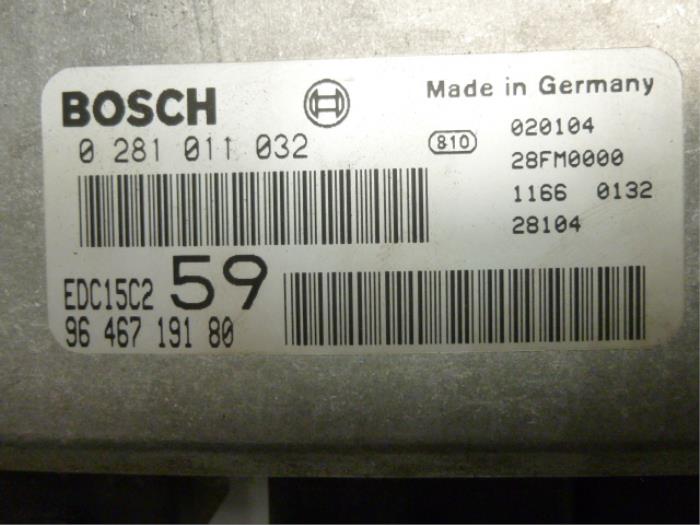 BOSCH
Made in Germany
0 281 011 032
810
020104
28FM0000
1166 0132
28104
EDC15C2 59
96 467 191 80